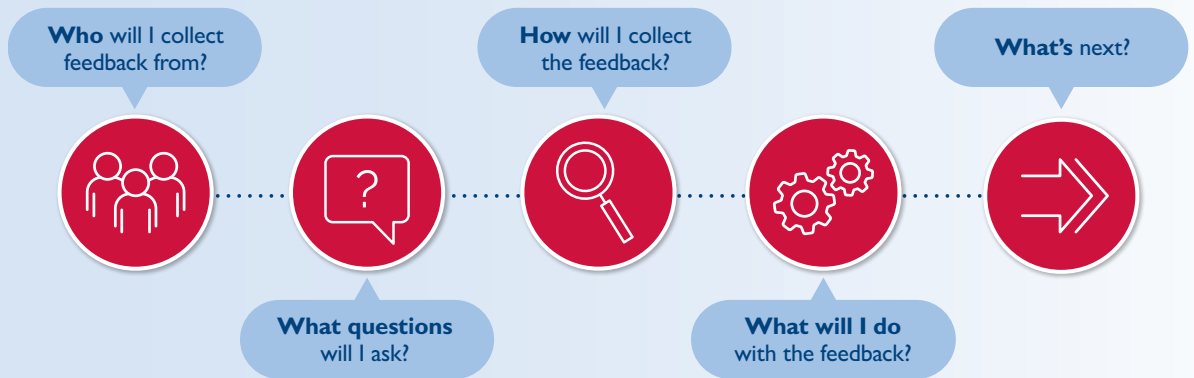 Who will I collect
feedback from?
?
What questions
will I ask?
How will I collect
the feedback?
What will I do
with the feedback?
What's next?